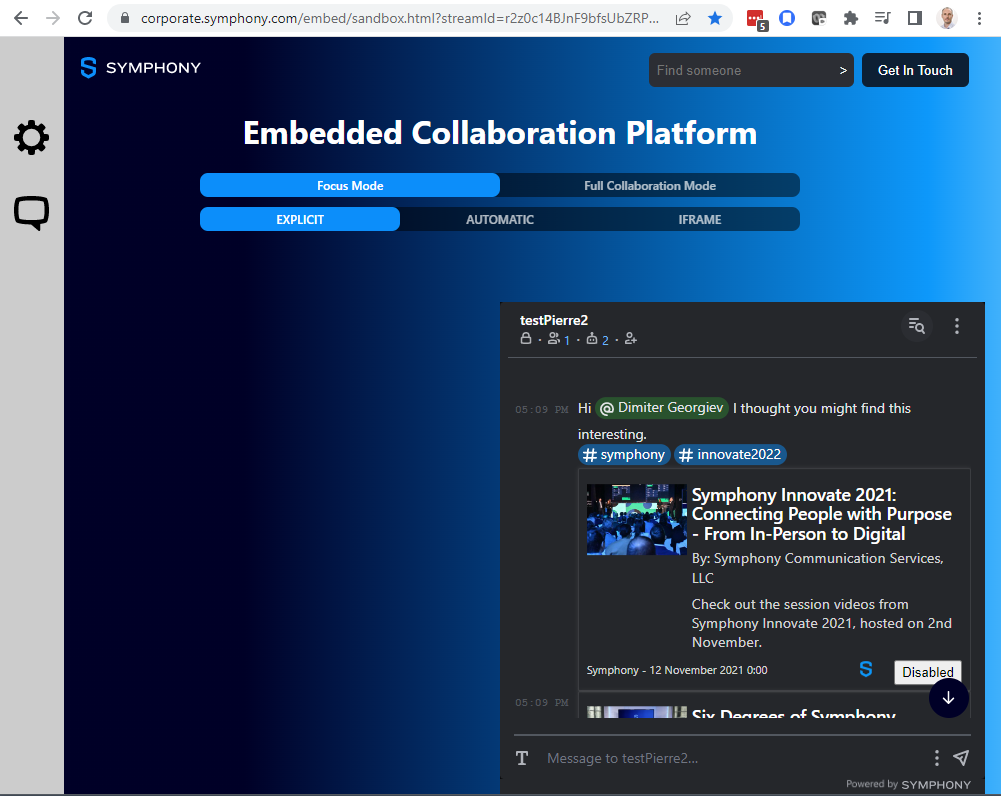 corporate.symphony.com/embed/sandbox.html?streamId=r2z0c14BJnF9bfsUbZRP...
5
SYMPHONY
Find someone >
Get In Touch
Embedded Collaboration Platform
Focus Mode Full Collaboration Mode
EXPLICIT AUTOMATIC IFRAME
testPierre2
· 1 · 2 ·
05:09 PM Hi @ Dimiter Georgiev I thought you might find this
interesting.
# symphony # innovate2022
Symphony Innovate 2021:
Connecting People with Purpose
- From In-Person to Digital
By: Symphony Communication Services,
LLC
Check out the session videos from
Symphony Innovate 2021, hosted on 2nd
November.
Symphony - 12 November 2021 0:00
Disabled
05:09 PM
Six Degrees of Symphony
T Message to testPierre2...
Powered by SYMPHONY